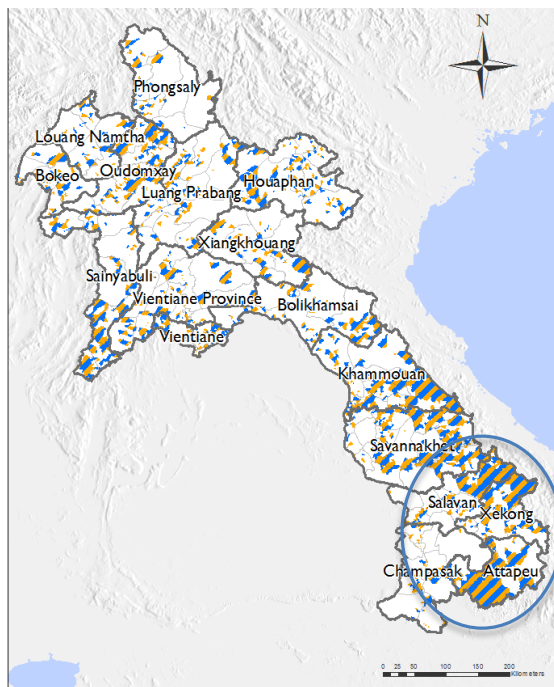 N
Phongsaly
Louang Namtha
Bokeo
Oudomxay
Luang Prabang
Houaphan
Xiangkhouang
Sainyabuli
Vientiane Province
Bolikhamsai
Vientiane
Khammouan
Savannakhet
Salavan
Xekong
Champasak
Attapeu
0 25 50 100 150 200
Kilometers